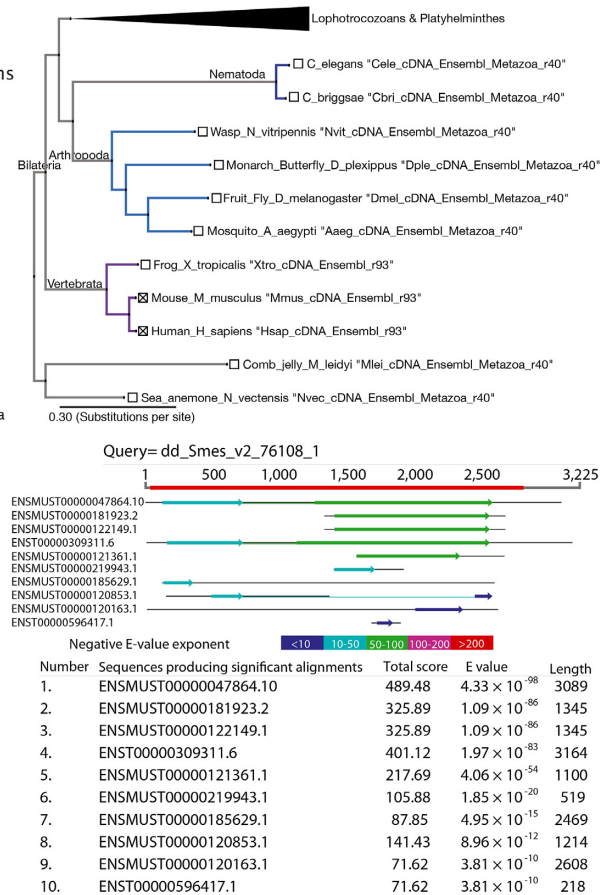 Lophotrocozoans & Platyhelminthes
ns
Nematoda
C_elegans "Cele_cDNA_Ensembl_Metazoa_r40"
C_briggsae "Cbri_cDNA_Ensembl_Metazoa_r40"
Wasp_N_vitripennis "Nvit_cDNA_Ensembl_Metazoa_r40"
Arthopoda
Bilateria
Monarch_Butterfly_D_plexippus "Dple_cDNA_Ensembl_Metazoa_r40"
Fruit_Fly_D_melanogaster "Dmel_cDNA_Ensembl_Metazoa_r40"
Mosquito_A_aegypti "Aaeg_cDNA_Ensembl_Metazoa_r40"
Frog_X_tropicalis "Xtro_cDNA_Ensembl_r93"
Vertebrata
Mouse_M_musculus "Mmus_cDNA_Ensembl_r93"
Human_H_sapiens "Hsap_cDNA_Ensembl_r93"
Comb_jelly_M_leidyi "Mlei_cDNA_Ensembl_Metazoa_r40"
Sea_anemone_N_vectensis "Nvec_cDNA_Ensembl_Metazoa_r40"
a
0.30 (Substitutions per site)
Query= dd_Smes_v2_76108_1
1 500 1,000 1,500 2,000 2,500 3,225
ENSMUST00000047864.10
ENSMUST00000181923.2
ENSMUST00000122149.1
ENST00000309311.6
ENSMUST00000121361.1
ENSMUST00000219943.1
ENSMUST00000185629.1
ENSMUST00000120853.1
ENSMUST00000120163.1
ENST00000596417.1
Negative E-value exponent <10 10-50 50-100 100-200 >200
Number Sequences producing significant alignments Total score E value Length
1. ENSMUST00000047864.10 489.48 4.33 × 10⁻⁹⁸ 3089
2. ENSMUST00000181923.2 325.89 1.09 × 10⁻⁸⁶ 1345
3. ENSMUST00000122149.1 325.89 1.09 × 10⁻⁸⁶ 1345
4. ENST00000309311.6 401.12 1.97 × 10⁻⁸³ 3164
5. ENSMUST00000121361.1 217.69 4.06 × 10⁻⁵⁴ 1100
6. ENSMUST00000219943.1 105.88 1.85 × 10⁻²⁰ 519
7. ENSMUST00000185629.1 87.85 4.95 × 10⁻¹⁵ 2469
8. ENSMUST00000120853.1 141.43 8.96 × 10⁻¹² 1214
9. ENSMUST00000120163.1 71.62 3.81 × 10⁻¹⁰ 2608
10. ENST00000596417.1 71.62 3.81 × 10⁻¹⁰ 218